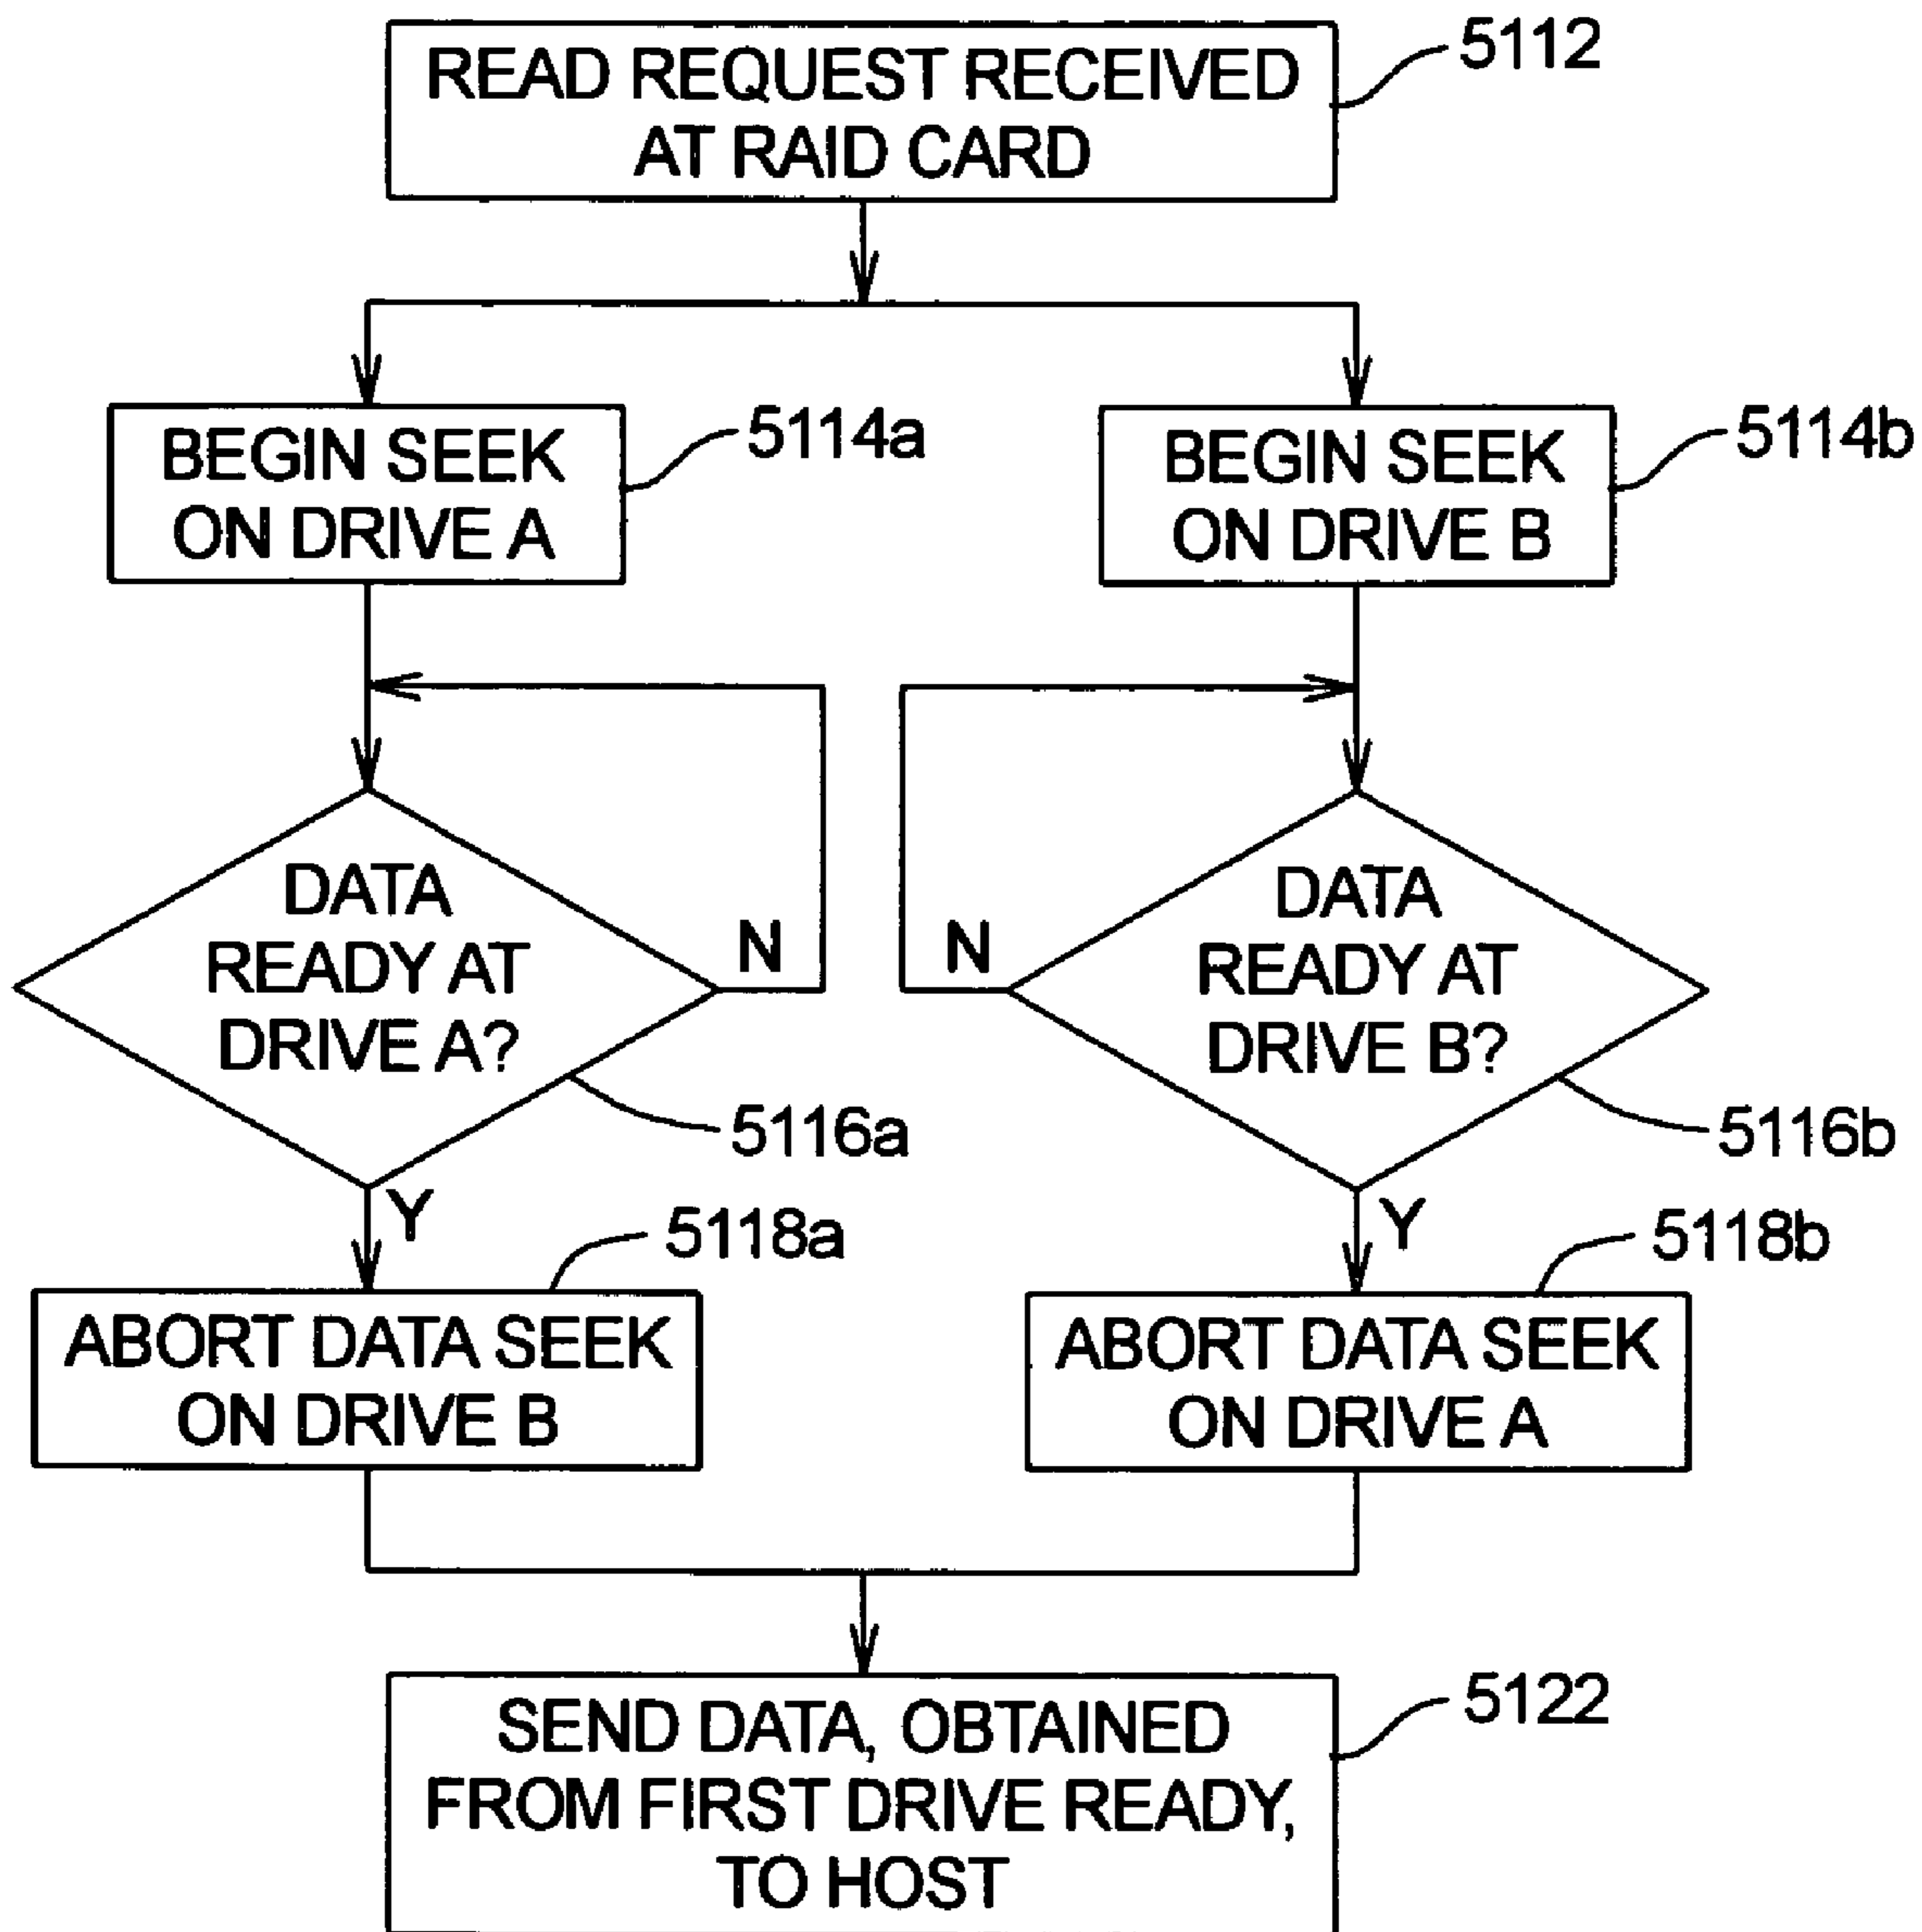 READ REQUEST RECEIVED
AT RAID CARD
5112
BEGIN SEEK
ON DRIVE A
5114a
BEGIN SEEK
ON DRIVE B
5114b
DATA
READY AT
DRIVE A?
N
5116a
Y
N
DATA
READY AT
DRIVE B?
5116b
Y
5118a
ABORT DATA SEEK
ON DRIVE B
5118b
ABORT DATA SEEK
ON DRIVE A
SEND DATA, OBTAINED
FROM FIRST DRIVE READY,
TO HOST
5122